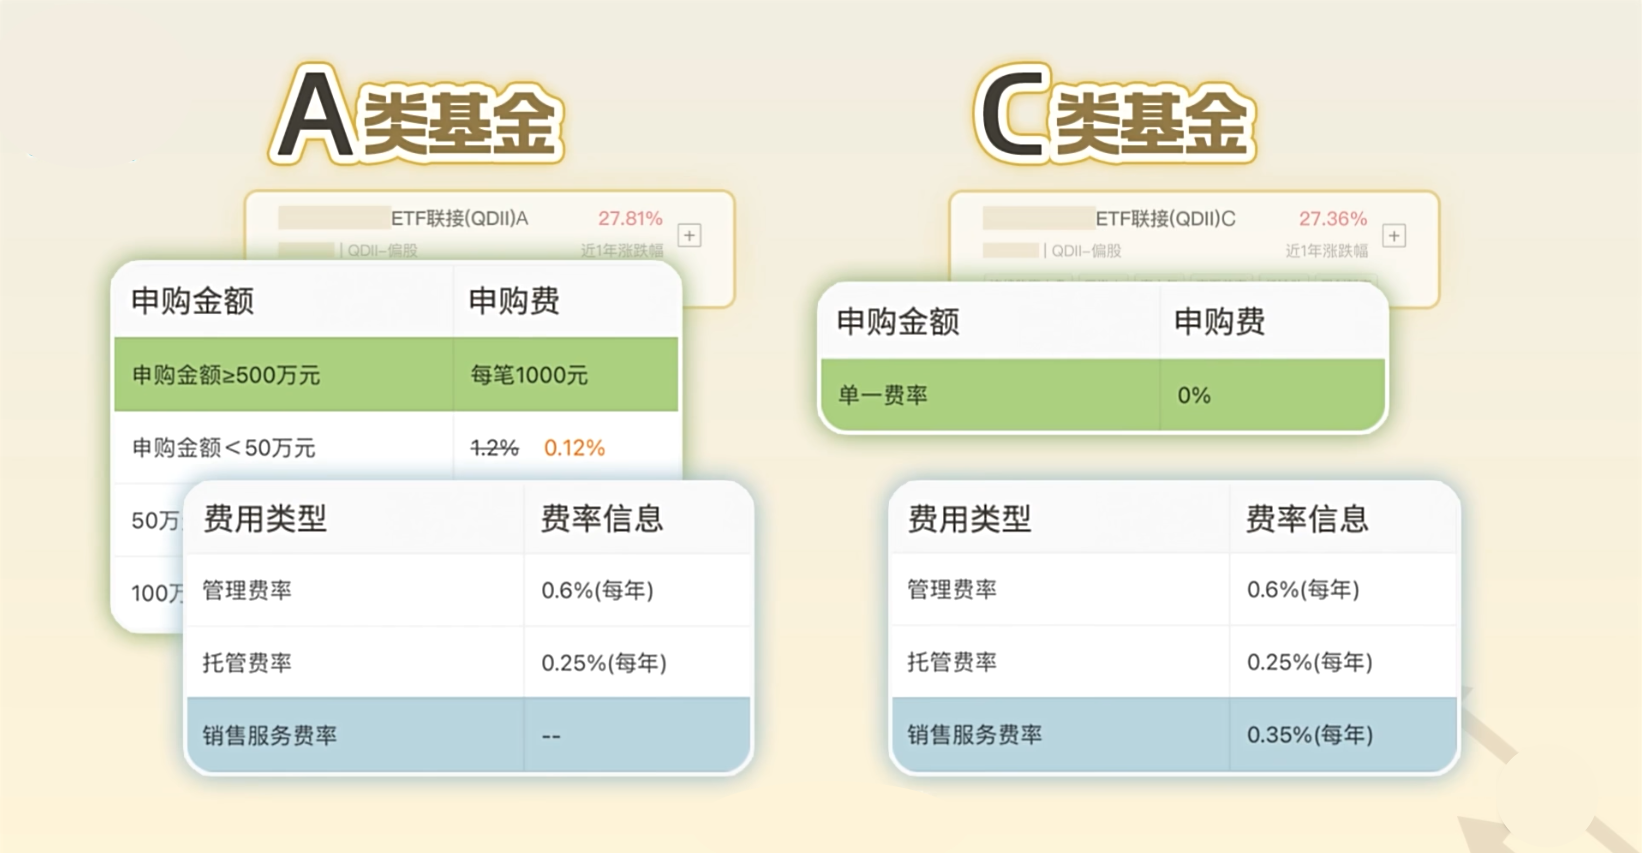 A类基金
ETF联接(QDII)A 27.81%
| QDII-偏股 近1年涨跌幅
申购金额 申购费
申购金额≥500万元 每笔1000元
申购金额<50万元 1.2% 0.12%
50万
100万
费用类型 费率信息
管理费率 0.6%(每年)
托管费率 0.25%(每年)
销售服务费率 --
C类基金
ETF联接(QDII)C 27.36%
| QDII-偏股 近1年涨跌幅
申购金额 申购费
单一费率 0%
费用类型 费率信息
管理费率 0.6%(每年)
托管费率 0.25%(每年)
销售服务费率 0.35%(每年)